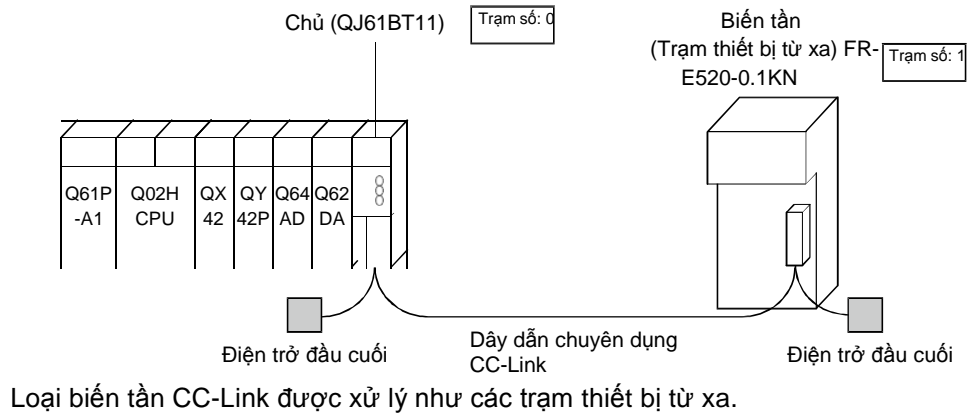 Chủ (QJ61BT11)
Trạm số: 0
Biến tần
(Trạm thiết bị từ xa) FR-
E520-0.1KN
Trạm số: 1
Q61P
-A1
Q02H
CPU
QX
42
QY
42P
Q64
AD
Q62
DA
Điện trở đầu cuối
Dây dẫn chuyên dụng
CC-Link
Điện trở đầu cuối
Loại biến tần CC-Link được xử lý như các trạm thiết bị từ xa.